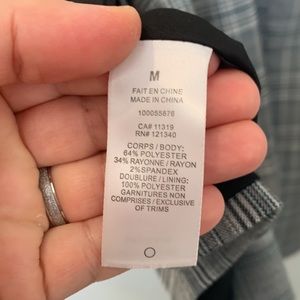 M
FAIT EN CHINE
MADE IN CHINA
100055876
CA# 11319
RN# 121340
CORPS / BODY:
64% POLYESTER
34% RAYONNE / RAYON
2% SPANDEX
DOUBLURE / LINING:
100% POLYESTER
GARNITURES NON
COMPRISES / EXCLUSIVE
OF TRIMS